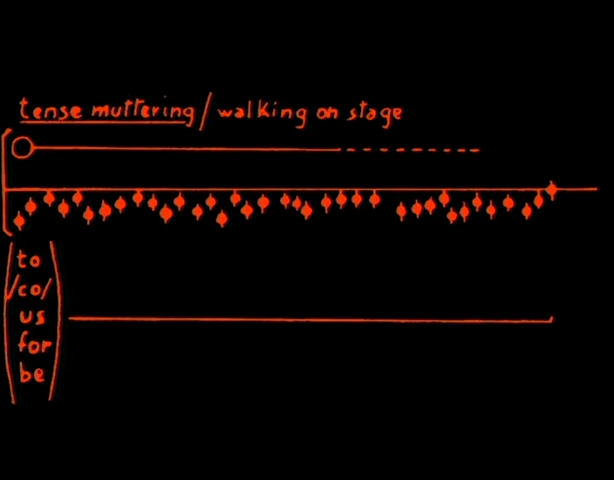 tense muttering / walking on stage
to
/co/
us
for
be